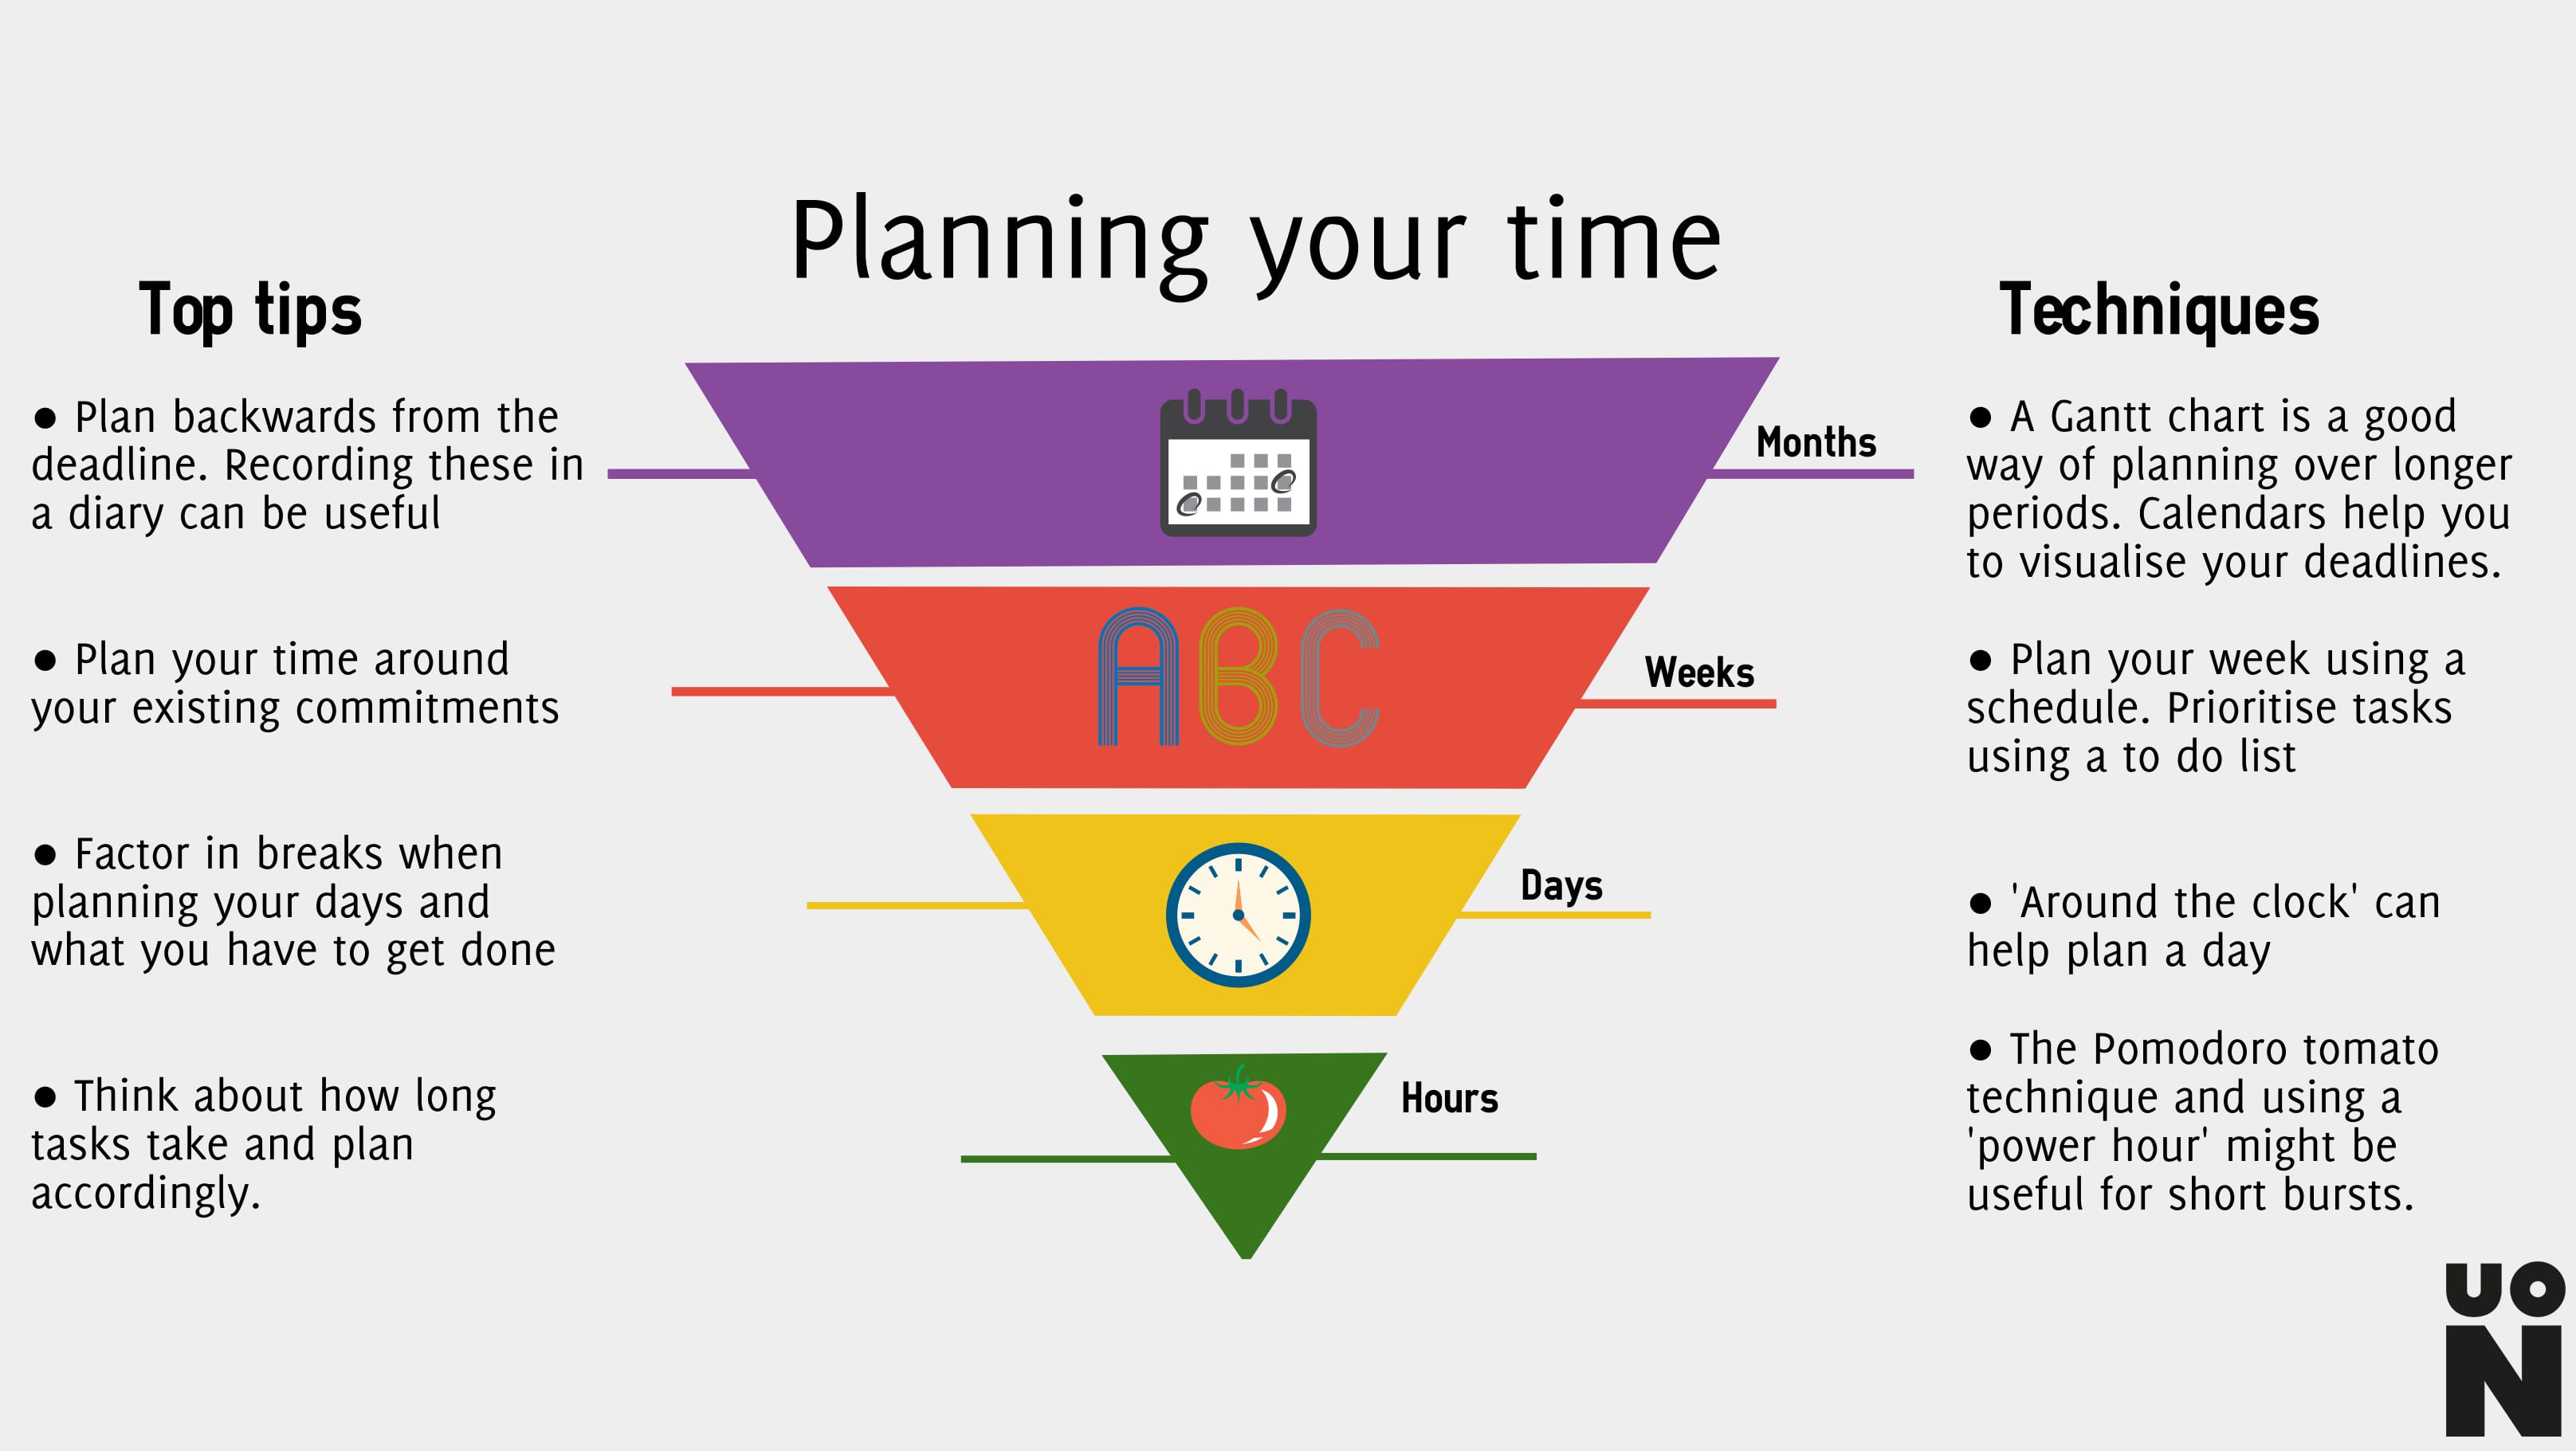 Planning your time
Top tips
● Plan backwards from the
deadline. Recording these in
a diary can be useful
● Plan your time around
your existing commitments
● Factor in breaks when
planning your days and
what you have to get done
● Think about how long
tasks take and plan
accordingly.
ABC
Months
Weeks
Days
Hours
Techniques
● A Gantt chart is a good
way of planning over longer
periods. Calendars help you
to visualise your deadlines.
● Plan your week using a
schedule. Prioritise tasks
using a to do list
● 'Around the clock' can
help plan a day
● The Pomodoro tomato
technique and using a
'power hour' might be
useful for short bursts.
UO
N